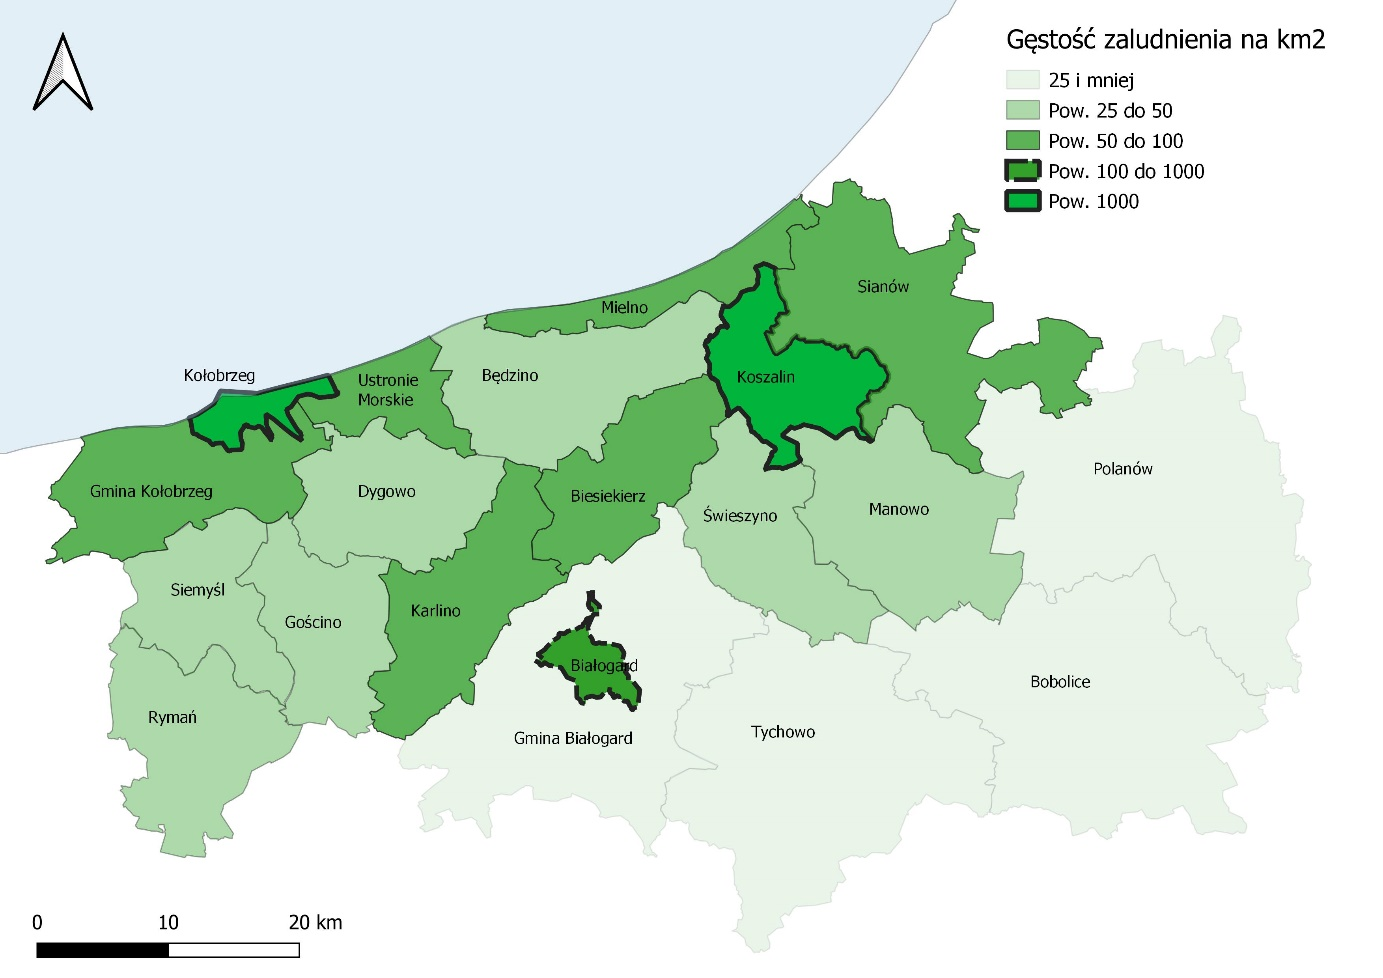 Gęstość zaludnienia na km2
25 i mniej
Pow. 25 do 50
Pow. 50 do 100
Pow. 100 do 1000
Pow. 1000
Sianów
Mielno
Kołobrzeg
Ustronie
Morskie
Będzino
Koszalin
Polanów
Gmina Kołobrzeg
Dygowo
Biesiekierz
Świeszyno
Manowo
Siemyśl
Gościno
Karlino
Białogard
Bobolice
Rymań
Gmina Białogard
Tychowo
0 10 20 km